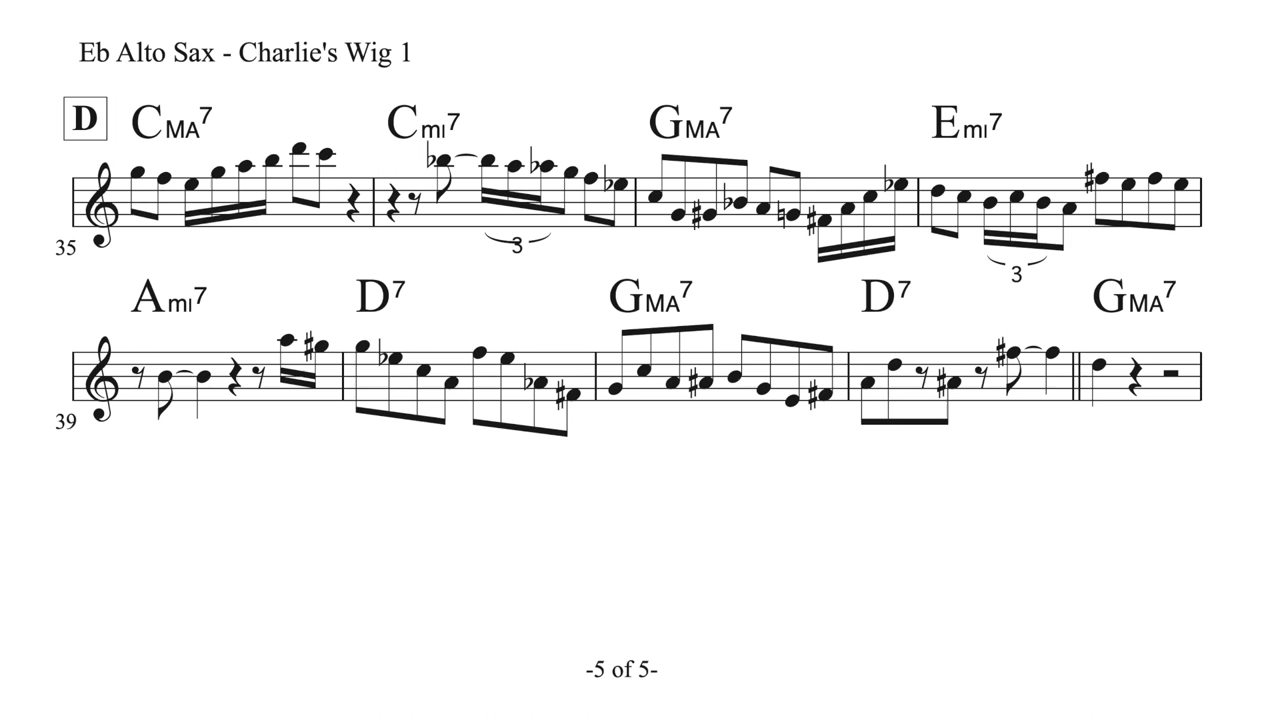 Eb Alto Sax - Charlie's Wig 1
D CMA7 Cmi7 GMA7 Emi7
35 3 3
Ami7 D7 GMA7 D7 GMA7
39
-5 of 5-